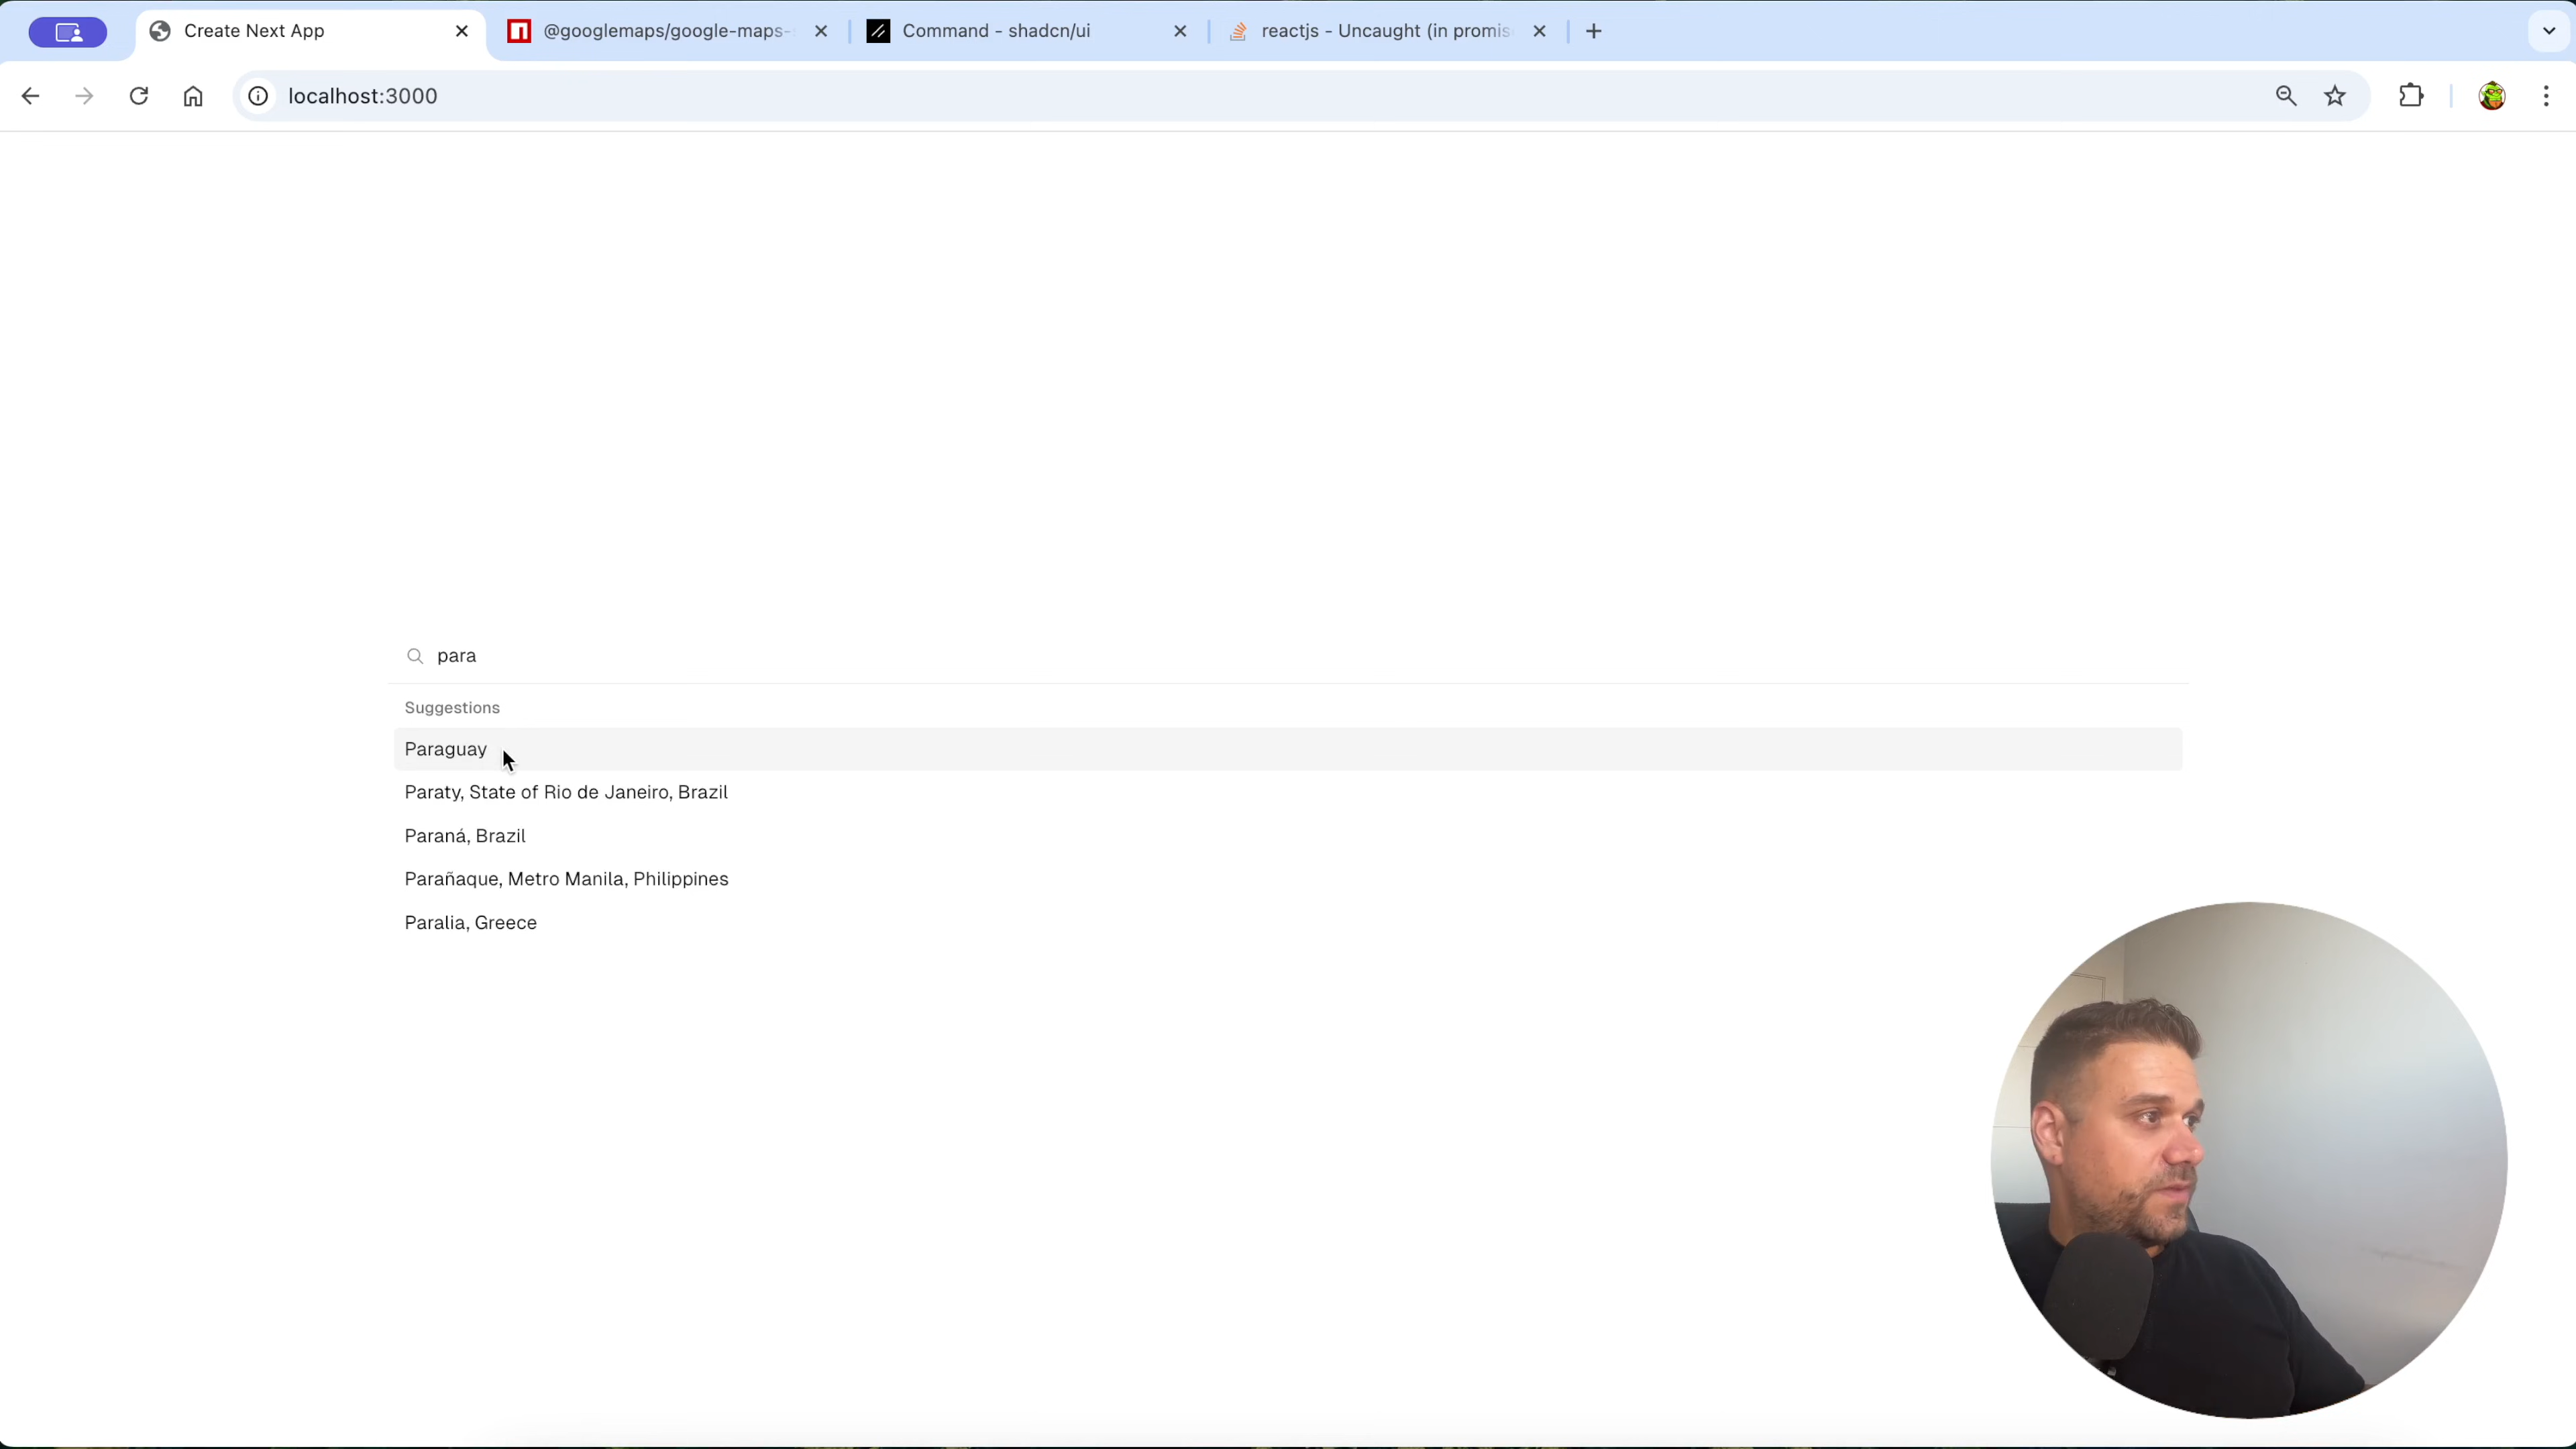 Create Next App
@googlemaps/google-maps-
Command - shadcn/ui
reactjs - Uncaught (in promis
localhost:3000
para
Suggestions
Paraguay
Paraty, State of Rio de Janeiro, Brazil
Paraná, Brazil
Parañaque, Metro Manila, Philippines
Paralia, Greece